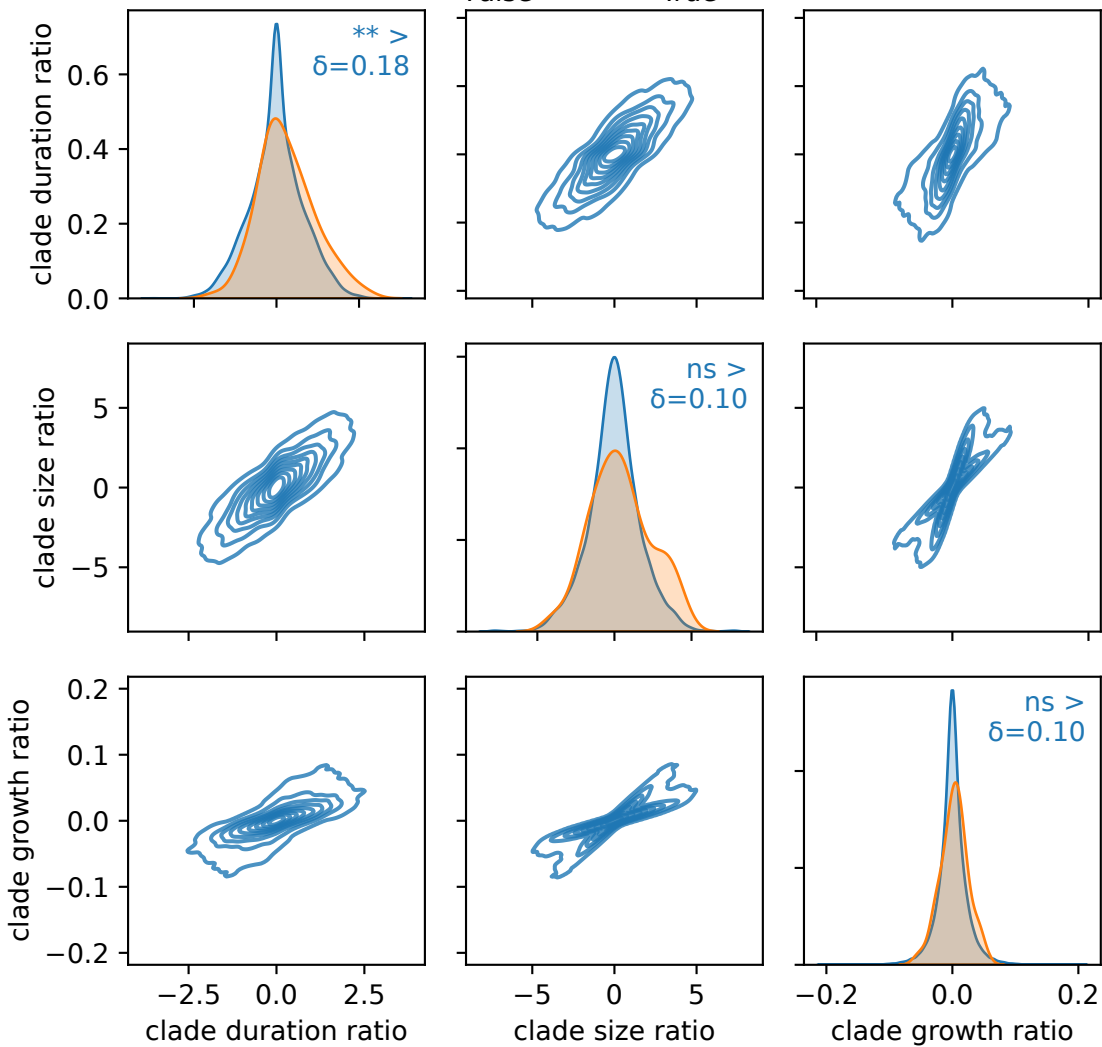 clade duration ratio
0.6
0.4
0.2
0.0
** >
δ=0.18
clade size ratio
5
0
−5
ns >
δ=0.10
clade growth ratio
0.2
0.1
0.0
−0.1
−0.2
ns >
δ=0.10
−2.5 0.0 2.5
−5 0 5
−0.2 0.0 0.2
clade duration ratio
clade size ratio
clade growth ratio